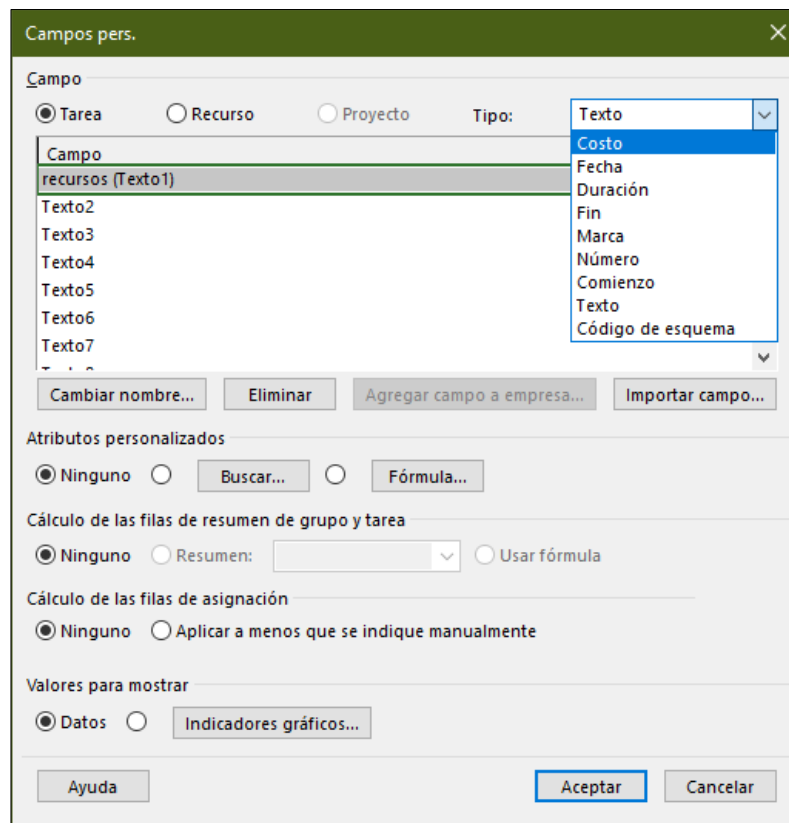 Campos pers.
Campo
Tarea Recurso Proyecto Tipo: Texto
Campo
Costo
recursos (Texto1)
Fecha
Texto2
Duración
Texto3
Fin
Texto4
Marca
Texto5
Número
Texto6
Comienzo
Texto7
Texto
Código de esquema
Cambiar nombre... Eliminar Agregar campo a empresa... Importar campo...
Atributos personalizados
Ninguno Buscar... Fórmula...
Cálculo de las filas de resumen de grupo y tarea
Ninguno Resumen: Usar fórmula
Cálculo de las filas de asignación
Ninguno Aplicar a menos que se indique manualmente
Valores para mostrar
Datos Indicadores gráficos...
Ayuda Aceptar Cancelar